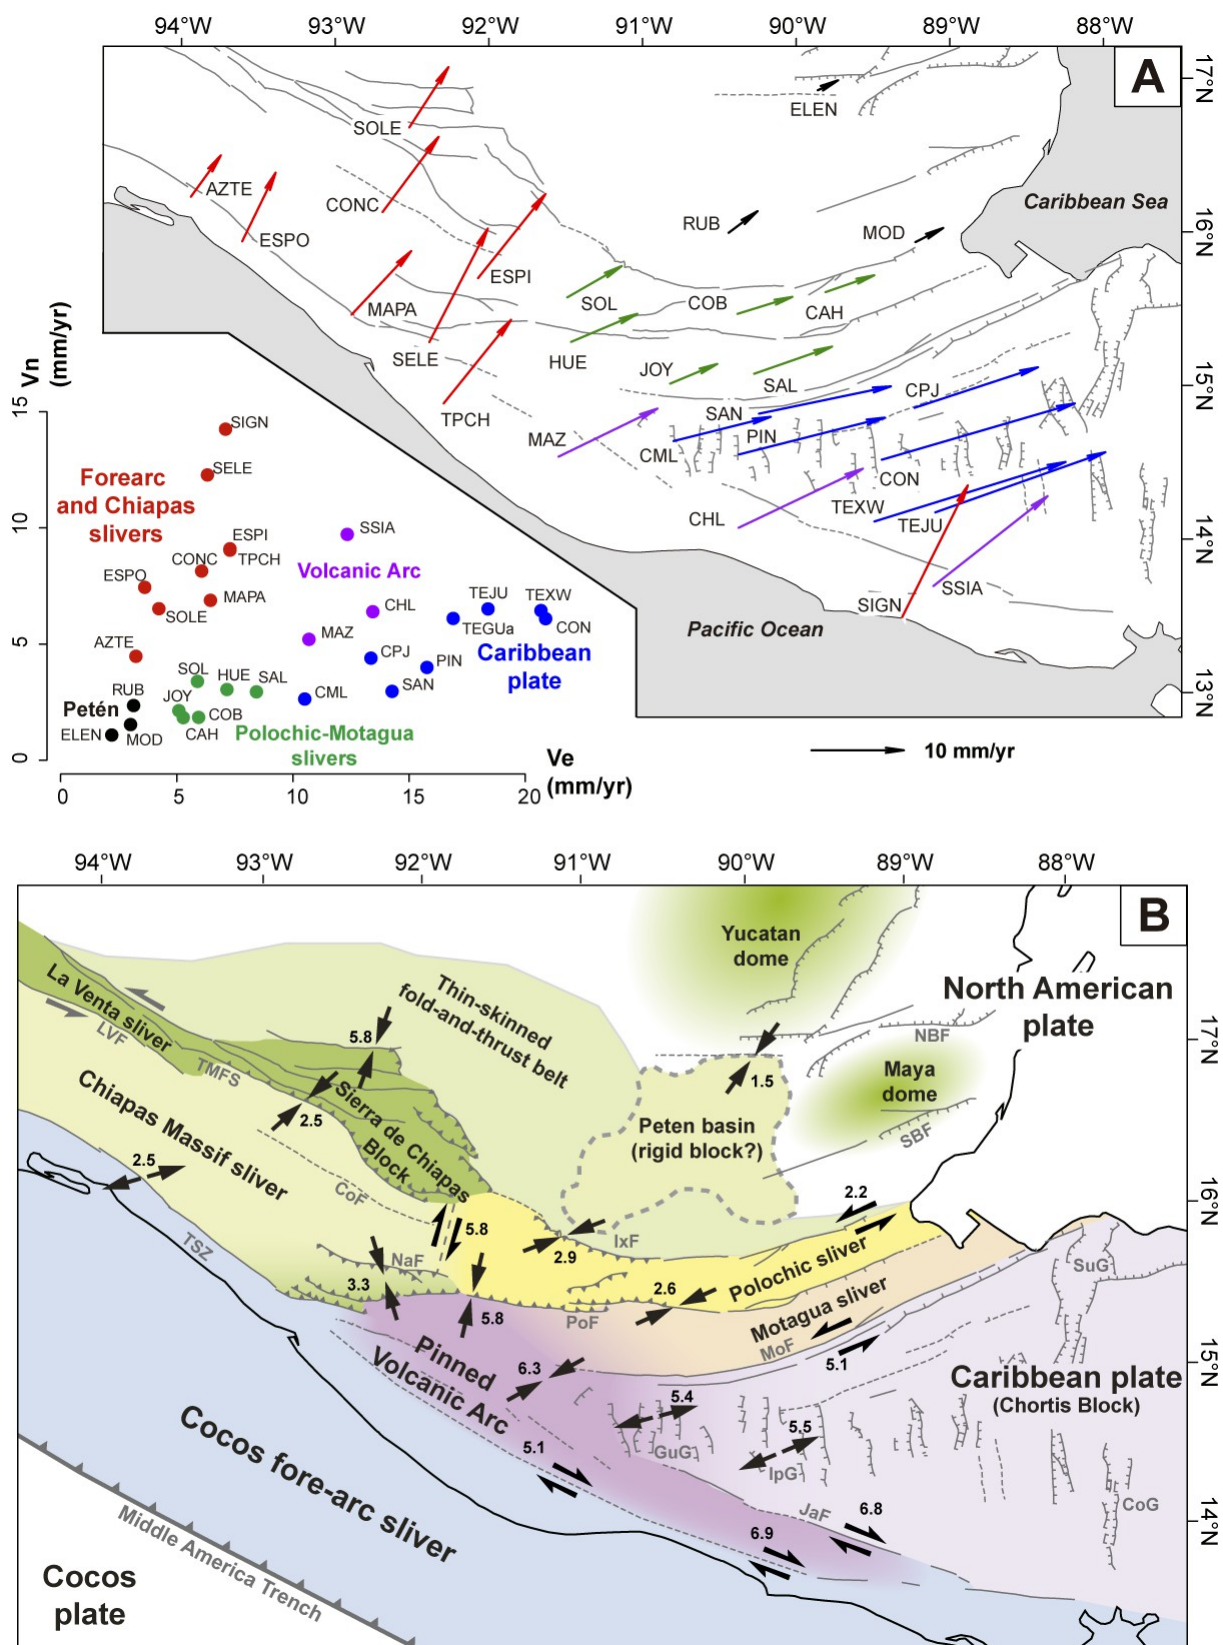 94°W 93°W 92°W 91°W 90°W 89°W 88°W
A
17°N
ELEN
SOLE
AZTE
CONC
Caribbean Sea
RUB
MOD
16°N
ESPO
ESPI
SOL
COB
CAH
MAPA
SELE
HUE
JOY
SAL
15°N
CPJ
TPCH
SAN
MAZ
CML
PIN
CON
TEXW
CHL
TEJU
14°N
SSIA
SIGN
Pacific Ocean
13°N
10 mm/yr
Vn
(mm/yr)
15
SIGN
SELE
Forearc
and Chiapas
slivers
10
SSIA
ESPI
CONC
TPCH
Volcanic Arc
ESPO
MAPA
CHL
TEJU
TEXW
SOLE
MAZ
TEGUa
CON
5
AZTE
CPJ
PIN
Caribbean
plate
SOL
HUE
SAL
RUB
JOY
CML
SAN
Petén
COB
ELEN
MOD
CAH
Polochic-Motagua
slivers
0
Ve
(mm/yr)
0 5 10 15 20
94°W 93°W 92°W 91°W 90°W 89°W 88°W
B
Yucatan
dome
North American
plate
La Venta sliver
Thin-skinned
fold-and-thrust belt
17°N
LVF
5.8
NBF
TMFS
1.5
Maya
dome
Chiapas Massif sliver
Sierra de Chiapas
Block
2.5
Peten basin
(rigid block?)
SBF
2.5
CoF
2.2
16°N
TSZ
5.8
IxF
2.9
NaF
Polochic sliver
SuG
3.3
2.6
Motagua sliver
5.8
PoF
MoF
Pinned
Volcanic Arc
5.1
15°N
6.3
Caribbean plate
(Chortis Block)
5.4
5.5
Cocos fore-arc sliver
5.1
GuG
IpG
CoG
JaF
6.8
14°N
6.9
Middle America Trench
Cocos
plate